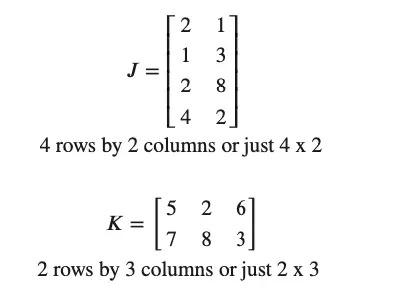 2 1
1 3
J =
2 8
4 2
4 rows by 2 columns or just 4 x 2
5 2 6
K =
7 8 3
2 rows by 3 columns or just 2 x 3